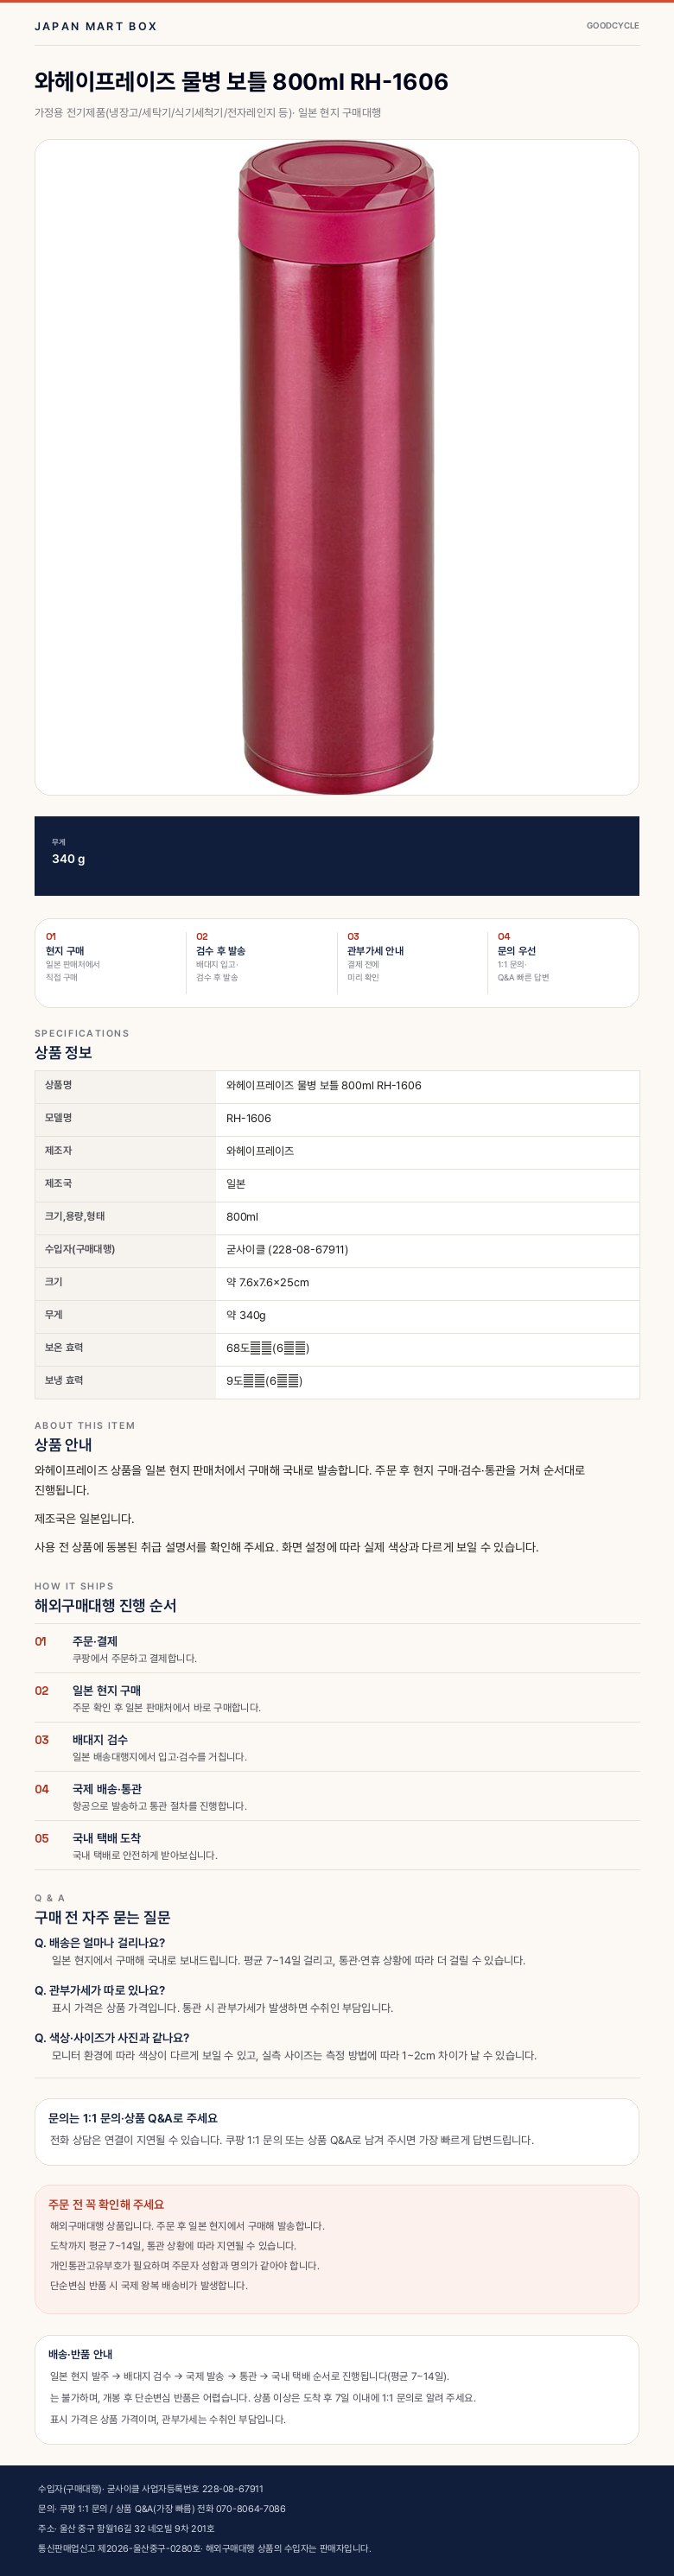 JAPAN MART BOX
GOODCYCLE
와헤이프레이즈 물병 보틀 800ml RH-1606
가정용 전기제품(냉장고/세탁기/식기세척기/전자레인지 등)· 일본 현지 구매대행
무게
340 g
01
현지 구매
일본 판매처에서
직접 구매
02
검수 후 발송
배대지 입고·
검수 후 발송
03
관부가세 안내
결제 전에
미리 확인
04
문의 우선
1:1 문의·
Q&A 빠른 답변
SPECIFICATIONS
상품 정보
상품명 와헤이프레이즈 물병 보틀 800ml RH-1606
모델명 RH-1606
제조자 와헤이프레이즈
제조국 일본
크기,용량,형태 800ml
수입자(구매대행) 굳사이클 (228-08-67911)
크기 약 7.6x7.6×25cm
무게 약 340g
보온 효력 68도(6)
보냉 효력 9도(6)
ABOUT THIS ITEM
상품 안내
와헤이프레이즈 상품을 일본 현지 판매처에서 구매해 국내로 발송합니다. 주문 후 현지 구매·검수·통관을 거쳐 순서대로
진행됩니다.
제조국은 일본입니다.
사용 전 상품에 동봉된 취급 설명서를 확인해 주세요. 화면 설정에 따라 실제 색상과 다르게 보일 수 있습니다.
HOW IT SHIPS
해외구매대행 진행 순서
01 주문·결제
쿠팡에서 주문하고 결제합니다.
02 일본 현지 구매
주문 확인 후 일본 판매처에서 바로 구매합니다.
03 배대지 검수
일본 배송대행지에서 입고·검수를 거칩니다.
04 국제 배송·통관
항공으로 발송하고 통관 절차를 진행합니다.
05 국내 택배 도착
국내 택배로 안전하게 받아보십니다.
Q & A
구매 전 자주 묻는 질문
Q. 배송은 얼마나 걸리나요?
일본 현지에서 구매해 국내로 보내드립니다. 평균 7~14일 걸리고, 통관·연휴 상황에 따라 더 걸릴 수 있습니다.
Q. 관부가세가 따로 있나요?
표시 가격은 상품 가격입니다. 통관 시 관부가세가 발생하면 수취인 부담입니다.
Q. 색상·사이즈가 사진과 같나요?
모니터 환경에 따라 색상이 다르게 보일 수 있고, 실측 사이즈는 측정 방법에 따라 1~2cm 차이가 날 수 있습니다.
문의는 1:1 문의·상품 Q&A로 주세요
전화 상담은 연결이 지연될 수 있습니다. 쿠팡 1:1 문의 또는 상품 Q&A로 남겨 주시면 가장 빠르게 답변드립니다.
주문 전 꼭 확인해 주세요
해외구매대행 상품입니다. 주문 후 일본 현지에서 구매해 발송합니다.
도착까지 평균 7~14일, 통관 상황에 따라 지연될 수 있습니다.
개인통관고유부호가 필요하며 주문자 성함과 명의가 같아야 합니다.
단순변심 반품 시 국제 왕복 배송비가 발생합니다.
배송·반품 안내
일본 현지 발주 → 배대지 검수 → 국제 발송 → 통관 → 국내 택배 순서로 진행됩니다(평균 7~14일).
는 불가하며, 개봉 후 단순변심 반품은 어렵습니다. 상품 이상은 도착 후 7일 이내에 1:1 문의로 알려 주세요.
표시 가격은 상품 가격이며, 관부가세는 수취인 부담입니다.
수입자(구매대행)· 굳사이클 사업자등록번호 228-08-67911
문의· 쿠팡 1:1 문의 / 상품 Q&A(가장 빠름) 전화 070-8064-7086
주소· 울산 중구 함월16길 32 네오빌 9차 201호
통신판매업신고 제2026-울산중구-0280호· 해외구매대행 상품의 수입자는 판매자입니다.